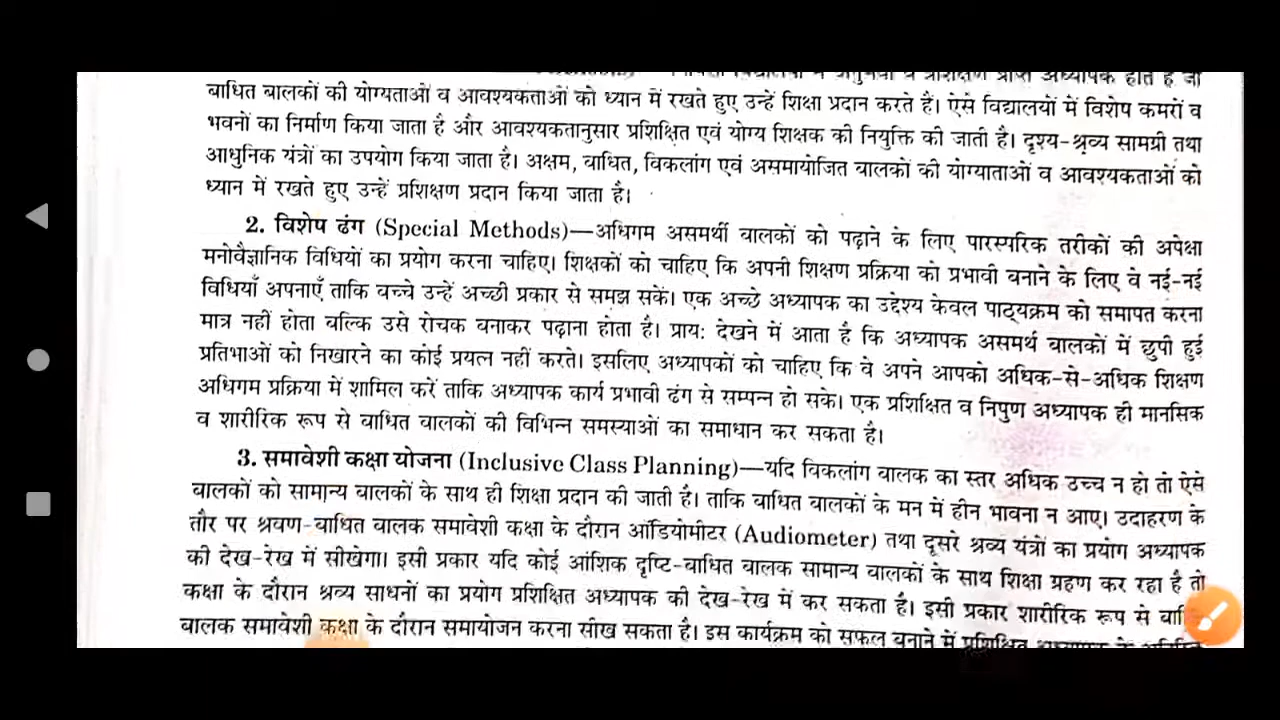 अध्यापक होते हैं जो
बाधित बालकों की योग्यताओं व आवश्यकताओं को ध्यान में रखते हुए उन्हें शिक्षा प्रदान करते हैं। ऐसे विद्यालयों में विशेष कमरों व
भवनों का निर्माण किया जाता है और आवश्यकतानुसार प्रशिक्षित एवं योग्य शिक्षक की नियुक्ति की जाती है। दृश्य-श्रव्य सामग्री तथा
आधुनिक यंत्रों का उपयोग किया जाता है। अक्षम, बाधित, विकलांग एवं असमायोजित बालकों की योग्याताओं व आवश्यकताओं को
ध्यान में रखते हुए उन्हें प्रशिक्षण प्रदान किया जाता है।
2. विशेष ढंग (Special Methods)—अधिगम असमर्थी बालकों को पढ़ाने के लिए पारस्परिक तरीकों की अपेक्षा
मनोवैज्ञानिक विधियों का प्रयोग करना चाहिए। शिक्षकों को चाहिए कि अपनी शिक्षण प्रक्रिया को प्रभावी बनाने के लिए वे नई-नई
विधियाँ अपनाएँ ताकि बच्चे उन्हें अच्छी प्रकार से समझ सकें। एक अच्छे अध्यापक का उद्देश्य केवल पाठ्यक्रम को समापत करना
मात्र नहीं होता बल्कि उसे रोचक बनाकर पढ़ाना होता है। प्राय: देखने में आता है कि अध्यापक असमर्थ बालकों में छुपी हुई
प्रतिभाओं को निखारने का कोई प्रयत्न नहीं करते। इसलिए अध्यापकों को चाहिए कि वे अपने आपको अधिक-से-अधिक शिक्षण
अधिगम प्रक्रिया में शामिल करें ताकि अध्यापक कार्य प्रभावी ढंग से सम्पन्न हो सके। एक प्रशिक्षित व निपुण अध्यापक ही मानसिक
व शारीरिक रूप से बाधित बालकों की विभिन्न समस्याओं का समाधान कर सकता है।
3. समावेशी कक्षा योजना (Inclusive Class Planning)—यदि विकलांग बालक का स्तर अधिक उच्च न हो तो ऐसे
बालकों को सामान्य बालकों के साथ ही शिक्षा प्रदान की जाती है। ताकि बाधित बालकों के मन में हीन भावना न आए। उदाहरण के
तौर पर श्रवण-बाधित बालक समावेशी कक्षा के दौरान ऑडियोमीटर (Audiometer) तथा दूसरे श्रव्य यंत्रों का प्रयोग अध्यापक
की देख-रेख में सीखेगा। इसी प्रकार यदि कोई आंशिक दृष्टि-बाधित बालक सामान्य बालकों के साथ शिक्षा ग्रहण कर रहा है तो
कक्षा के दौरान श्रव्य साधनों का प्रयोग प्रशिक्षित अध्यापक की देख-रेख में कर सकता है। इसी प्रकार शारीरिक रूप से
बालक समावेशी कक्षा के दौरान समायोजन करना सीख सकता है। इस कार्यक्रम को सफल बनाने में प्रशिक्षित